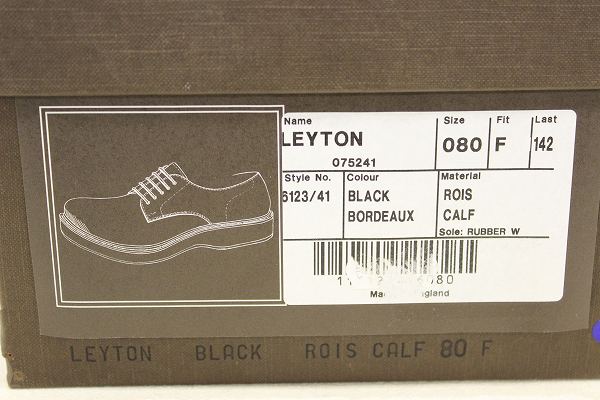 Name Size Fit Last
LEYTON 080 F 142
075241
Style No. Colour Material
6123/41 BLACK ROIS
BORDEAUX CALF
Sole: RUBBER W
England
LEYTON BLACK ROIS CALF 80 F